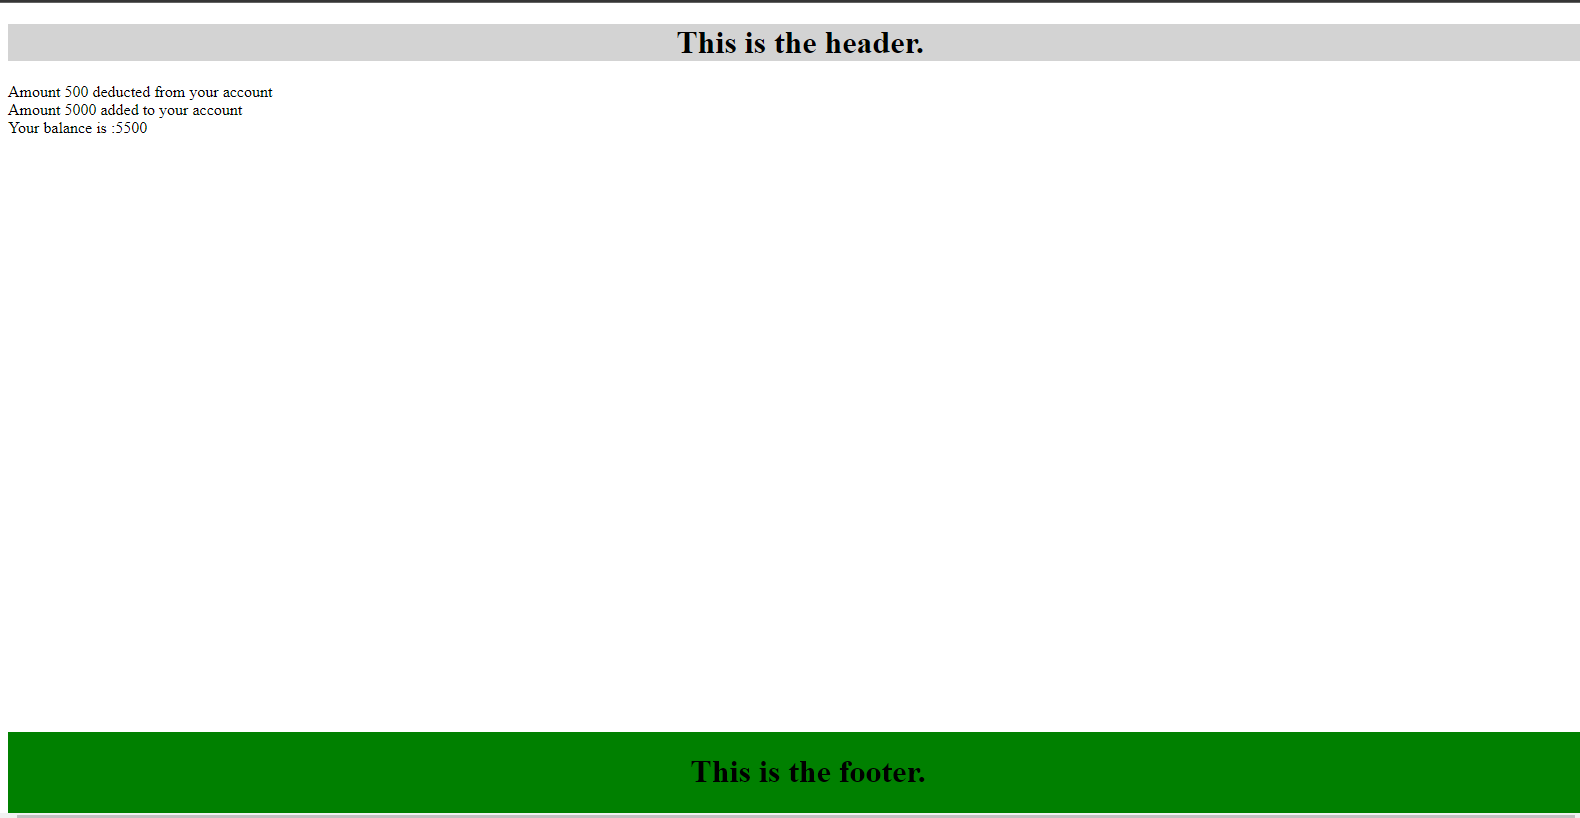 This is the header.
Amount 500 deducted from your account
Amount 5000 added to your account
Your balance is :5500
This is the footer.